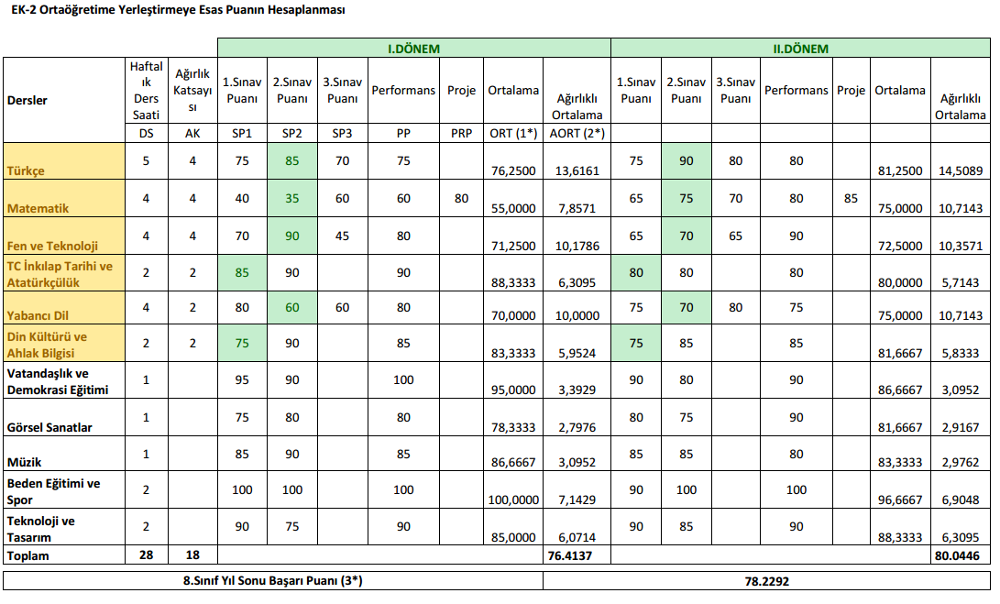 EK-2 Ortaöğretime Yerleştirmeye Esas Puanın Hesaplanması
I.DÖNEM II.DÖNEM
Dersler Haftal ık Ders Saati Ağırlık Katsayı sı 1.Sınav Puanı 2.Sınav Puanı 3.Sınav Puanı Performans Proje Ortalama Ağırlıklı Ortalama 1.Sınav Puanı 2.Sınav Puanı 3.Sınav Puanı Performans Proje Ortalama Ağırlıklı Ortalama
DS AK SP1 SP2 SP3 PP PRP ORT (1*) AORT (2*)
Türkçe 5 4 75 85 70 75 76,2500 13,6161 75 90 80 80 81,2500 14,5089
Matematik 4 4 40 35 60 60 80 55,0000 7,8571 65 75 70 80 85 75,0000 10,7143
Fen ve Teknoloji 4 4 70 90 45 80 71,2500 10,1786 65 70 65 90 72,5000 10,3571
TC İnkılap Tarihi ve Atatürkçülük 2 2 85 90 90 88,3333 6,3095 80 80 80 80,0000 5,7143
Yabancı Dil 4 2 80 60 60 80 70,0000 10,0000 75 70 80 75 75,0000 10,7143
Din Kültürü ve Ahlak Bilgisi 2 2 75 90 85 83,3333 5,9524 75 85 85 81,6667 5,8333
Vatandaşlık ve Demokrasi Eğitimi 1 95 90 100 95,0000 3,3929 90 80 90 86,6667 3,0952
Görsel Sanatlar 1 75 80 80 78,3333 2,7976 80 75 90 81,6667 2,9167
Müzik 1 85 90 85 86,6667 3,0952 85 85 80 83,3333 2,9762
Beden Eğitimi ve Spor 2 100 100 100 100,0000 7,1429 90 100 100 96,6667 6,9048
Teknoloji ve Tasarım 2 90 75 90 85,0000 6,0714 90 85 90 88,3333 6,3095
Toplam 28 18 76.4137 80.0446
8.Sınıf Yıl Sonu Başarı Puanı (3*) 78.2292